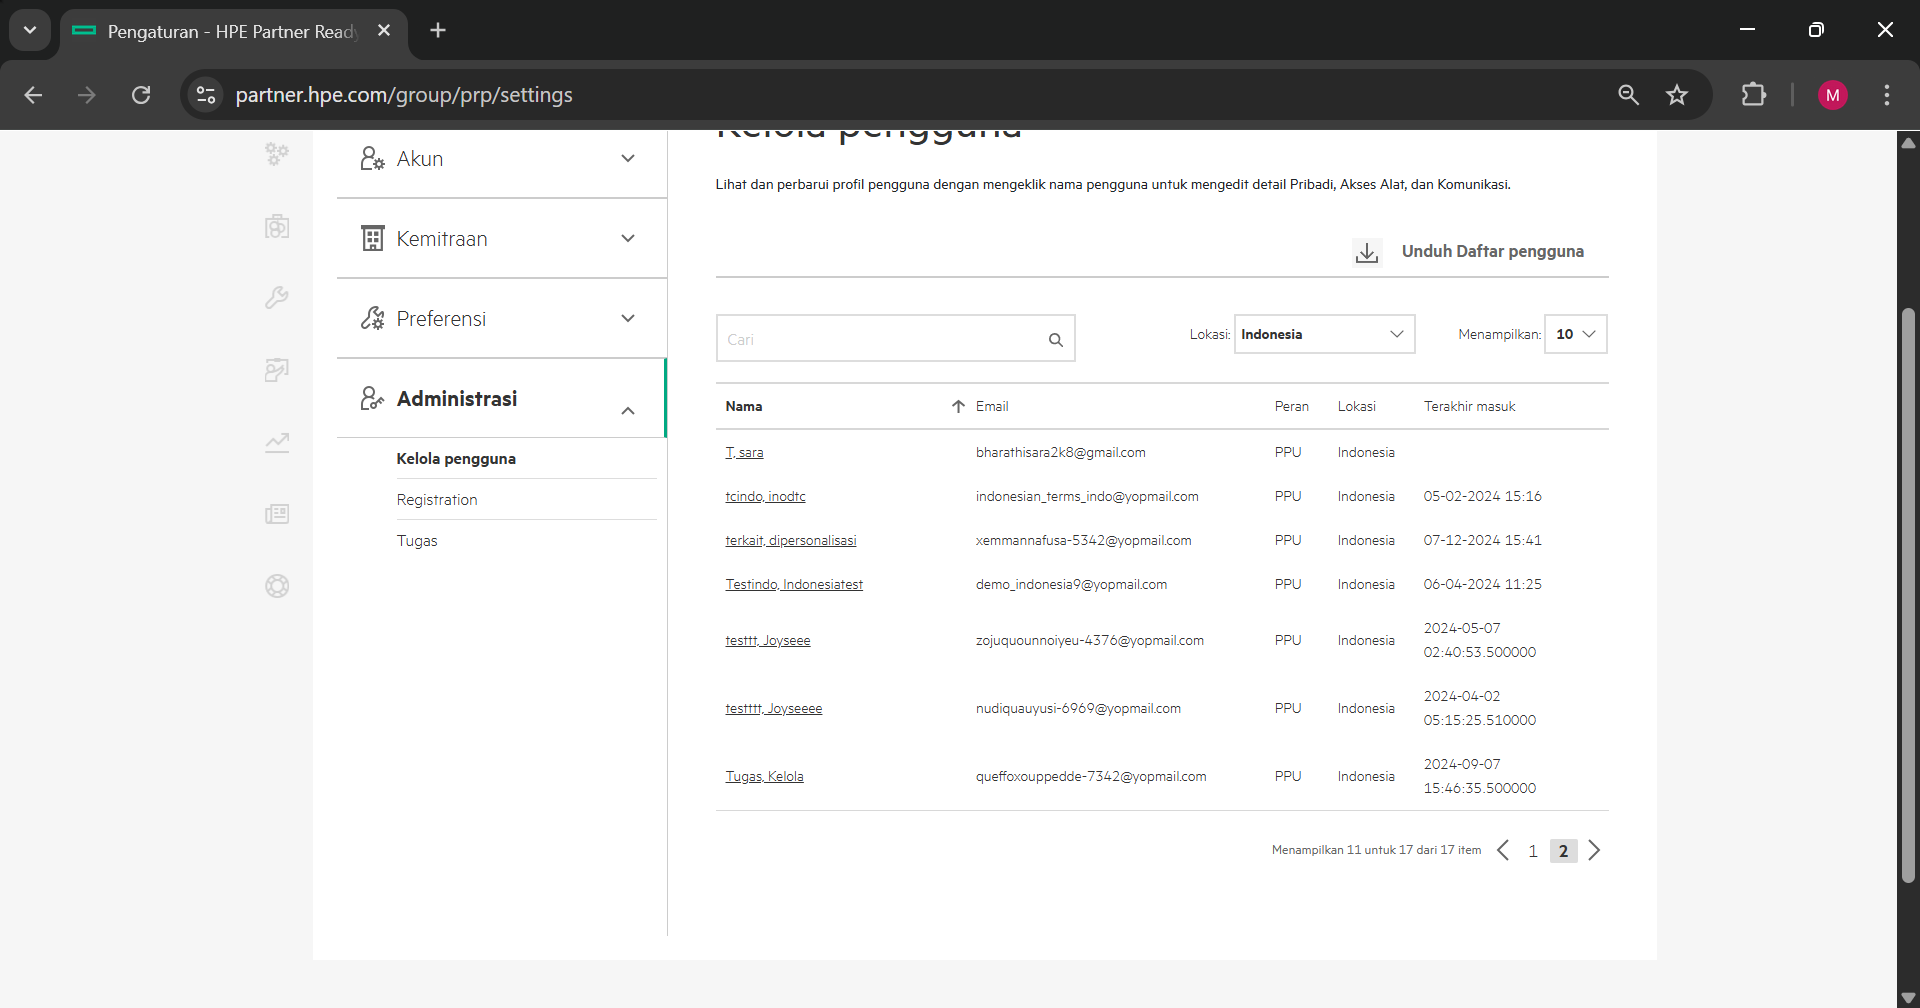 Pengaturan - HPE Partner Ready
partner.hpe.com/group/prp/settings
M
Akun
Kemitraan
Preferensi
Administrasi
Kelola pengguna
Registration
Tugas
Kelola pengguna
Lihat dan perbarui profil pengguna dengan mengeklik nama pengguna untuk mengedit detail Pribadi, Akses Alat, dan Komunikasi.
Unduh Daftar pengguna
Cari
Lokasi: Indonesia
Menampilkan: 10
Nama Email Peran Lokasi Terakhir masuk
T, sara bharathisara2k8@gmail.com PPU Indonesia
tcindo, inodtc indonesian_terms_indo@yopmail.com PPU Indonesia 05-02-2024 15:16
terkait, dipersonalisasi xemmannafusa-5342@yopmail.com PPU Indonesia 07-12-2024 15:41
Testindo, Indonesiatest demo_indonesia9@yopmail.com PPU Indonesia 06-04-2024 11:25
testtt, Joyseee zojuquounnoiyeu-4376@yopmail.com PPU Indonesia 2024-05-07
02:40:53.500000
testttt, Joyseeee nudiquauyusi-6969@yopmail.com PPU Indonesia 2024-04-02
05:15:25.510000
Tugas, Kelola queffoxouppedde-7342@yopmail.com PPU Indonesia 2024-09-07
15:46:35.500000
Menampilkan 11 untuk 17 dari 17 item 1 2